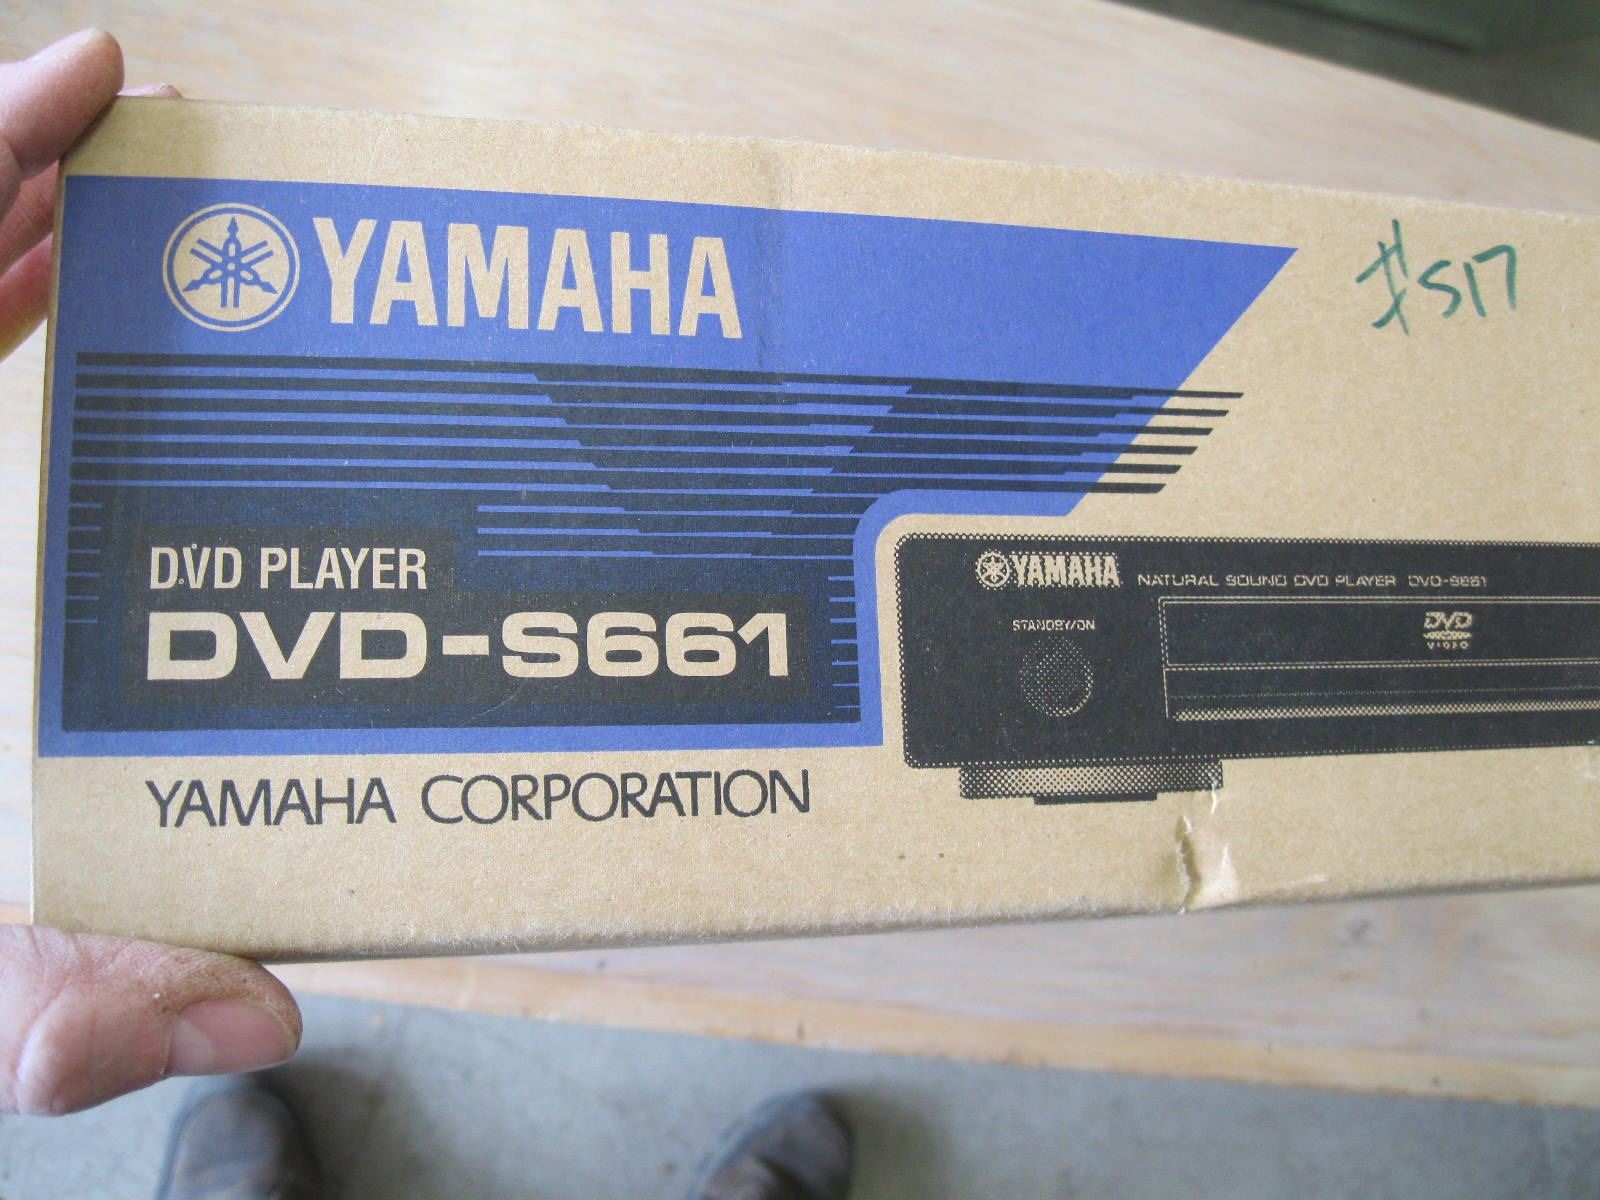 YAMAHA
#517
DVD PLAYER
DVD-S661
YAMAHA CORPORATION
YAMAHA NATURAL SOUND DVD PLAYER DVD-S661
STANDBY/ON
DVD
VIDEO